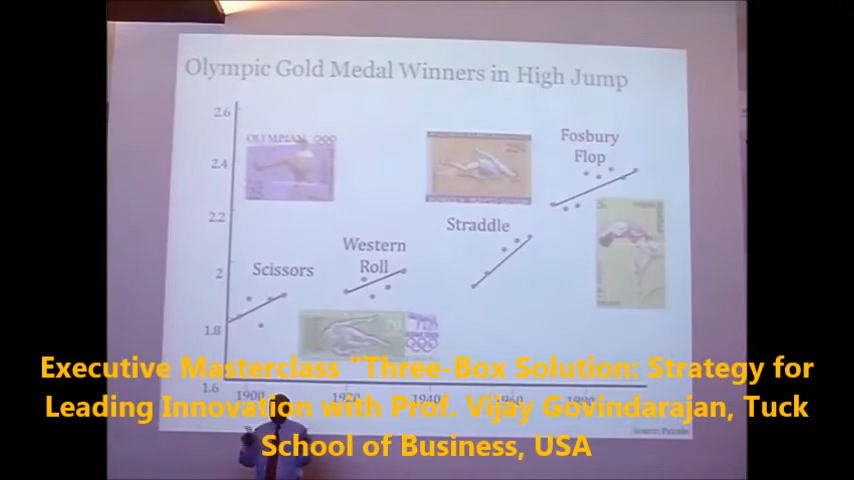 Olympic Gold Medal Winners in High Jump
2.6
2.4
2.2
2
1.8
1.6
OLYMPIA
Fosbury
Flop
Straddle
Western
Roll
Scissors
1900
1920
1940
1960
1980
Executive Masterclass "Three-Box Solution: Strategy for
Leading Innovation with Prof. Vijay Govindarajan, Tuck
School of Business, USA